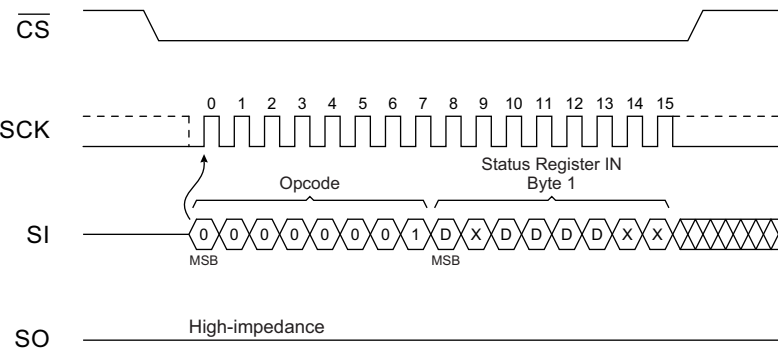 CS
0 1 2 3 4 5 6 7 8 9 10 11 12 13 14 15
SCK
Status Register IN
Opcode Byte 1
SI 0 0 0 0 0 0 0 1 D X D D D D X X
MSB MSB
High-impedance
SO